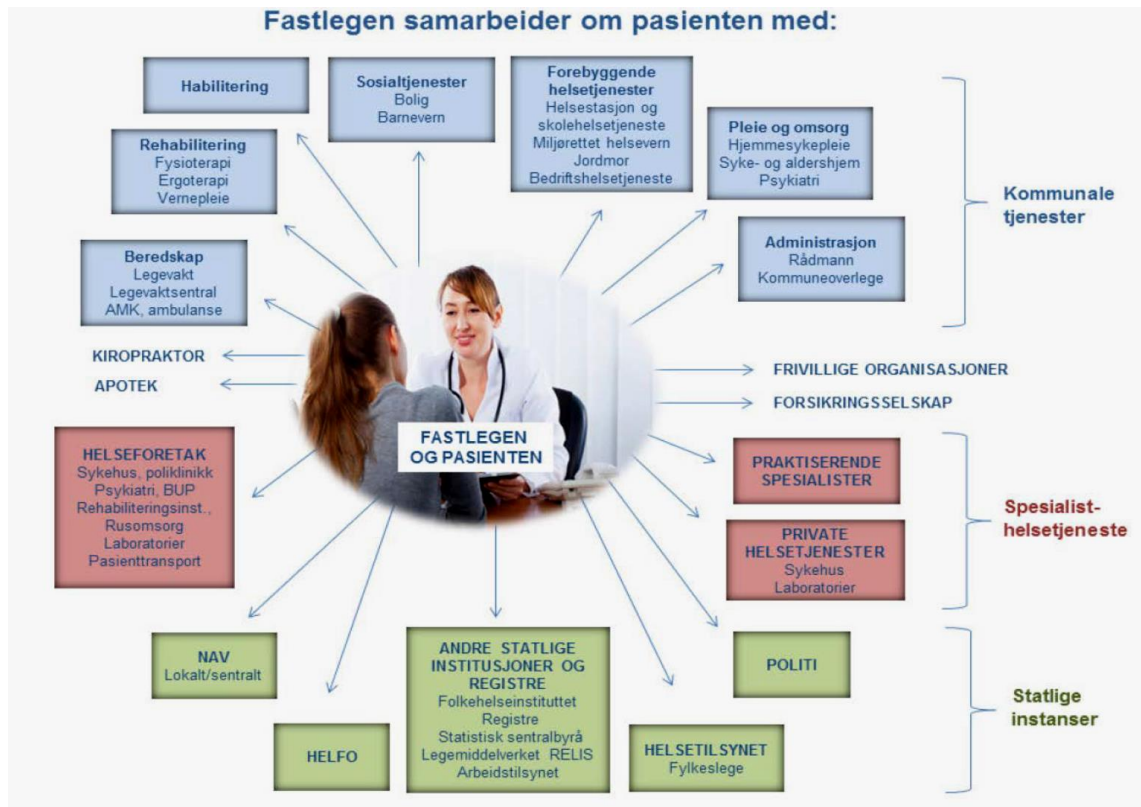 Fastlegen samarbeider om pasienten med:
Habilitering
Sosialtjenester
Bolig
Barnevern
Forebyggende
helsetjenester
Helsestasjon og
skolehelsetjeneste
Miljørettet helsevern
Jordmor
Bedriftshelsetjeneste
Pleie og omsorg
Hjemmesykepleie
Syke- og aldershjem
Psykiatri
Rehabilitering
Fysioterapi
Ergoterapi
Vernepleie
Kommunale
tjenester
Administrasjon
Rådmann
Kommuneoverlege
Beredskap
Legevakt
Legevaktsentral
AMK, ambulanse
KIROPRAKTOR
APOTEK
FRIVILLIGE ORGANISASJONER
FORSIKRINGSSELSKAP
FASTLEGEN
OG PASIENTEN
HELSEFORETAK
Sykehus, poliklinikk
Psykiatri, BUP
Rehabiliteringsinst.,
Rusomsorg
Laboratorier
Pasienttransport
PRAKTISERENDE
SPESIALISTER
PRIVATE
HELSETJENESTER
Sykehus
Laboratorier
Spesialist-
helsetjeneste
NAV
Lokalt/sentralt
HELFO
ANDRE STATLIGE
INSTITUSJONER OG
REGISTRE
Folkehelseinstituttet
Registre
Statistisk sentralbyrå
Legemiddelverket RELIS
Arbeidstilsynet
HELSETILSYNET
Fylkeslege
POLITI
Statlige
instanser